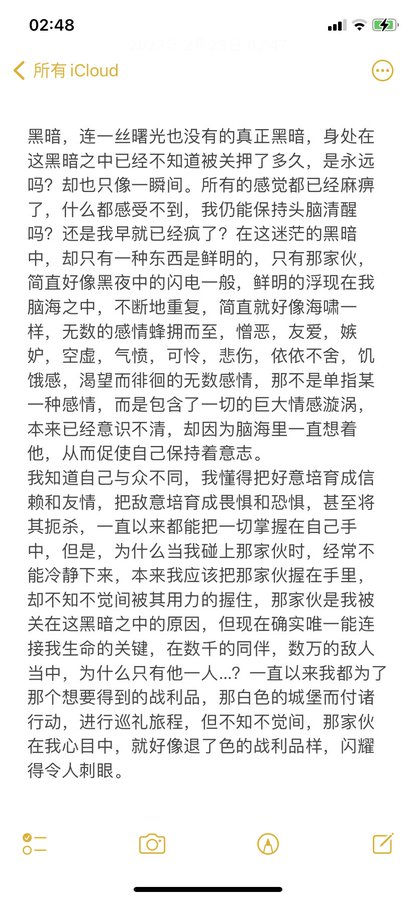 02:48
所有 iCloud
黑暗，连一丝曙光也没有的真正黑暗，身处在
这黑暗之中已经不知道被关押了多久，是永远
吗？却也只像一瞬间。所有的感觉都已经麻痹
了，什么都感受不到，我仍能保持头脑清醒
吗？还是我早就已经疯了？在这迷茫的黑暗
中，却只有一种东西是鲜明的，只有那家伙，
简直好像黑夜中的闪电一般，鲜明的浮现在我
脑海之中，不断地重复，简直就好像海啸一
样，无数的感情蜂拥而至，憎恶，友爱，嫉
妒，空虚，气愤，可怜，悲伤，依依不舍，饥
饿感，渴望而徘徊的无数感情，那不是单指某
一种感情，而是包含了一切的巨大情感漩涡，
本来已经意识不清，却因为脑海里一直想着
他，从而促使自己保持着意志。
我知道自己与众不同，我懂得把好意培育成信
赖和友情，把敌意培育成畏惧和恐惧，甚至将
其扼杀，一直以来都能把一切掌握在自己手
中，但是，为什么当我碰上那家伙时，经常不
能冷静下来，本来我应该把那家伙握在手里，
却不知不觉间被其用力的握住，那家伙是我被
关在这黑暗之中的原因，但现在确实唯一能连
接我生命的关键，在数千的同伴，数万的敌人
当中，为什么只有他一人...？一直以来我都为了
那个想要得到的战利品，那白色的城堡而付诸
行动，进行巡礼旅程，但不知不觉间，那家伙
在我心目中，就好像退了色的战利品样，闪耀
得令人刺眼。